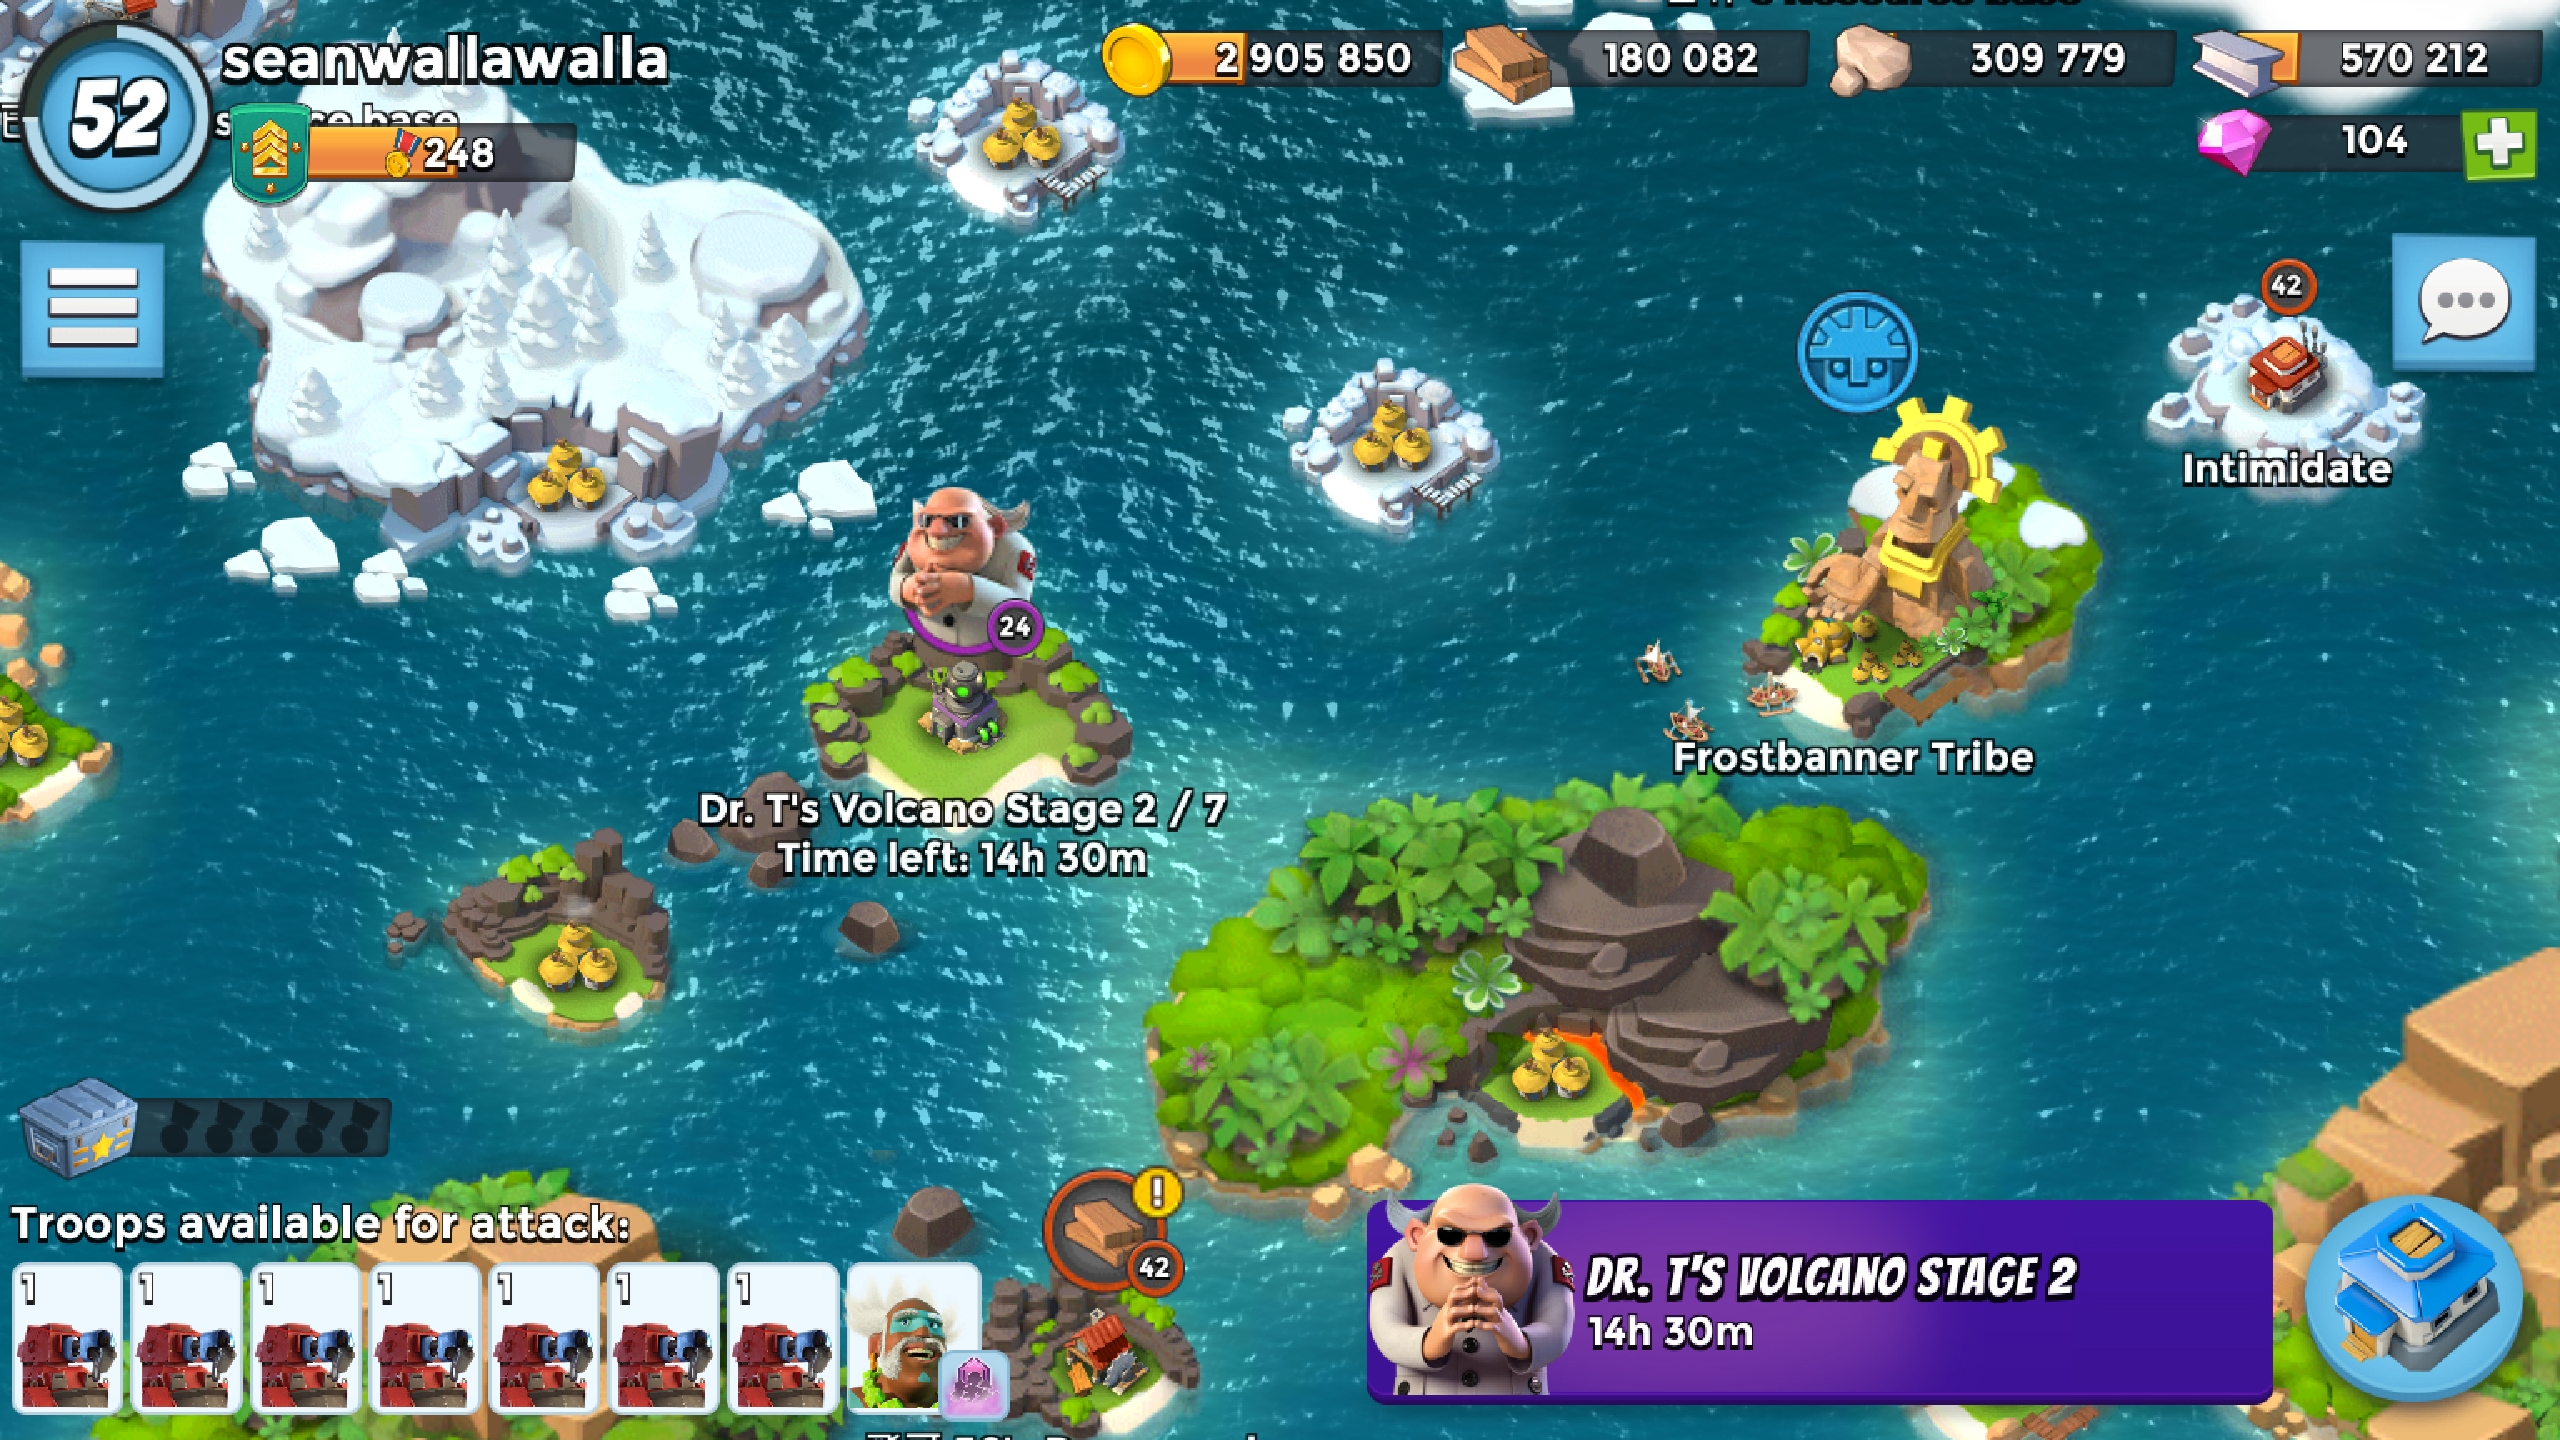 seanwallawalla
52
248
2 905 850
180 082
309 779
570 212
104
42
Intimidate
24
Frostbanner Tribe
Dr. T's Volcano Stage 2 / 7
Time left: 14h 30m
Troops available for attack:
1 1 1 1 1 1 1
!
42
DR. T'S VOLCANO STAGE 2
14h 30m